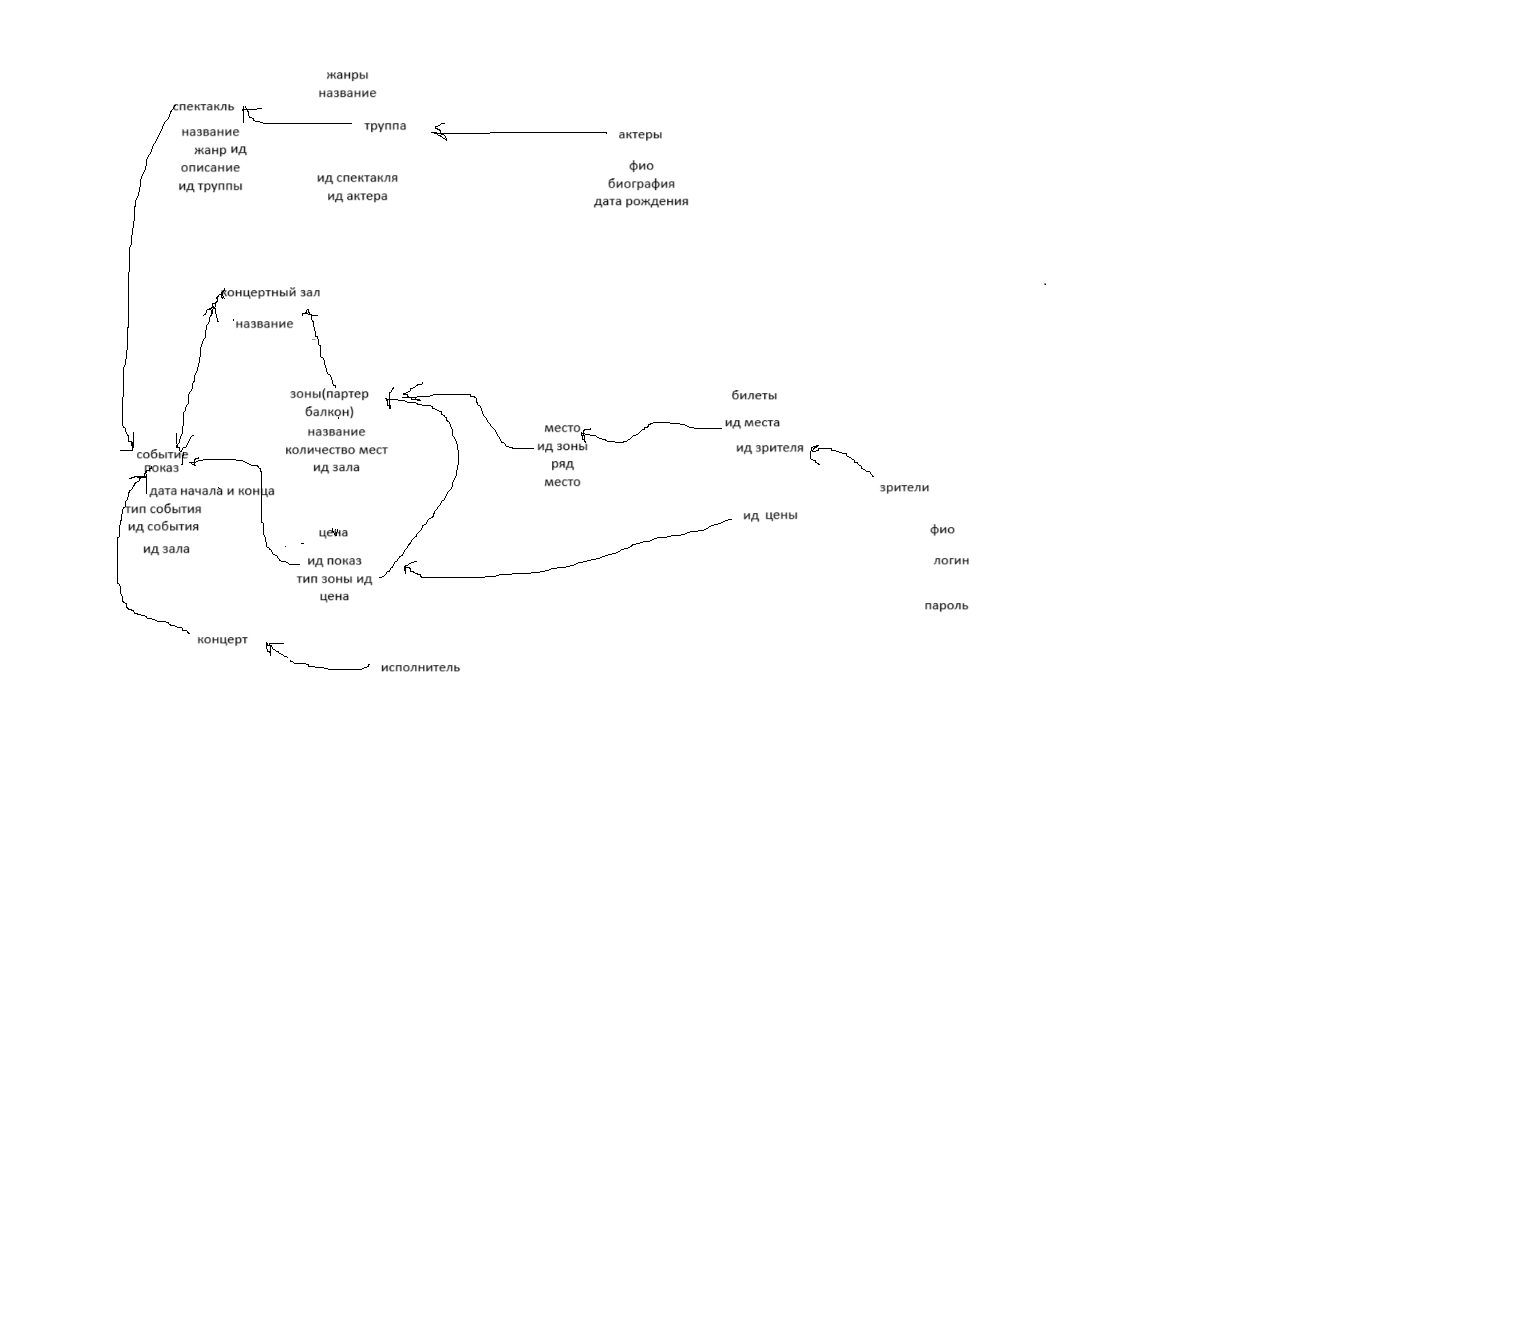 жанры
название
спектакль
название
жанр ид
описание
ид труппы
труппа
ид спектакля
ид актера
актеры
фио
биография
дата рождения
концертный зал
название
зоны(партер
балкон)
название
количество мест
ид зала
место
ид зоны
ряд
место
билеты
ид места
ид зрителя
ид цены
зрители
фио
логин
пароль
событие
показ
дата начала и конца
тип события
ид события
ид зала
цена
ид показ
тип зоны ид
цена
концерт
исполнитель